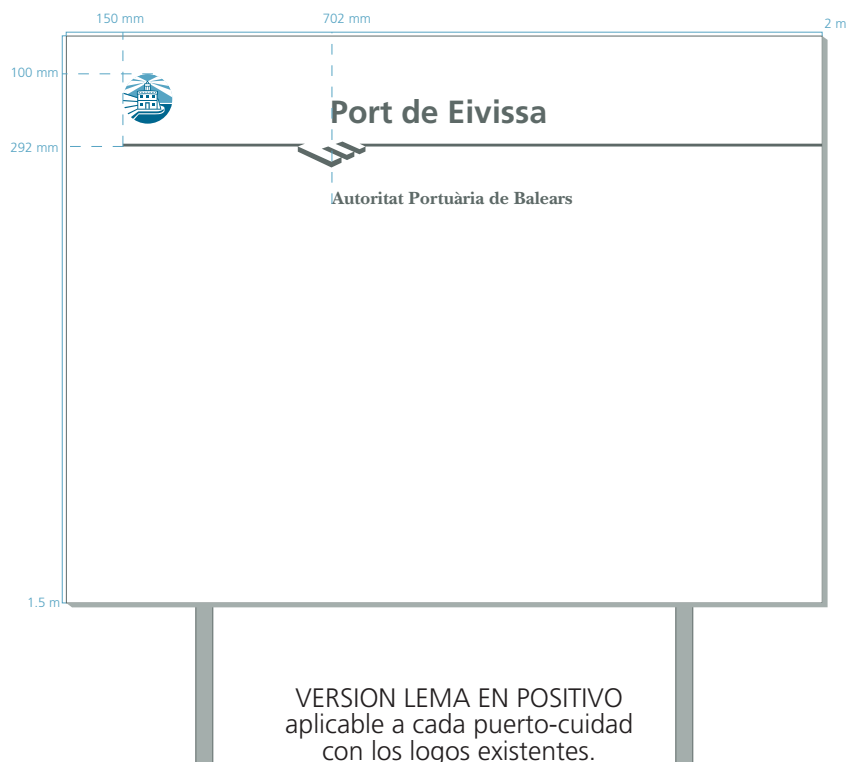 150 mm
702 mm
2 m
100 mm
Port de Eivissa
292 mm
Autoritat Portuària de Balears
1.5 m
VERSION LEMA EN POSITIVO
aplicable a cada puerto-cuidad
con los logos existentes.